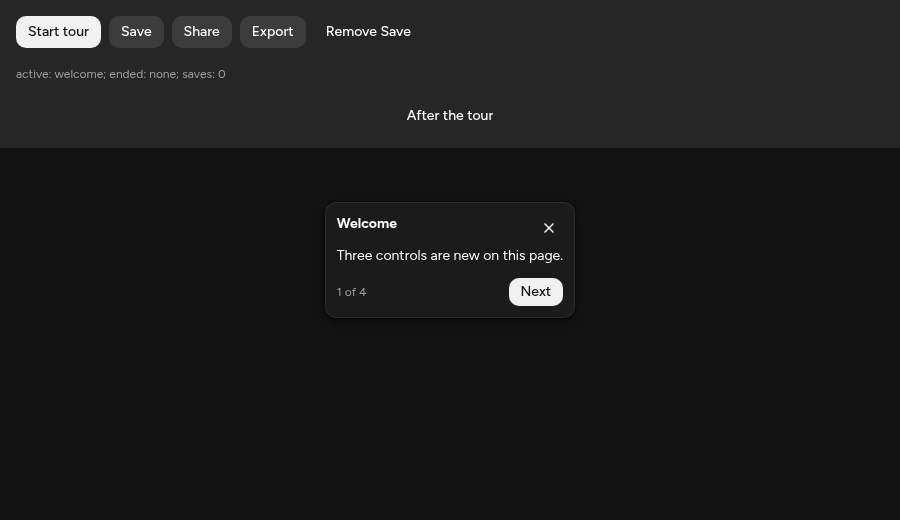 Start tour Save Share Export Remove Save
active: welcome; ended: none; saves: 0
After the tour
Welcome
Three controls are new on this page.
1 of 4 Next